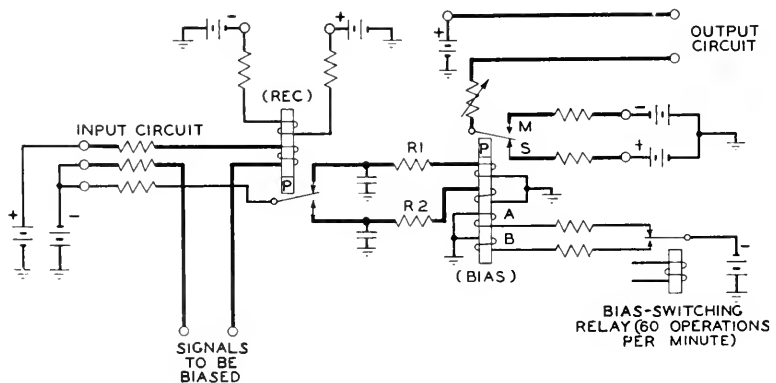 OUTPUT
CIRCUIT
(REC)
INPUT CIRCUIT
P
R1
R2
P
M
S
A
B
(BIAS)
SIGNALS
TO BE
BIASED
BIAS-SWITCHING
RELAY (60 OPERATIONS
PER MINUTE)